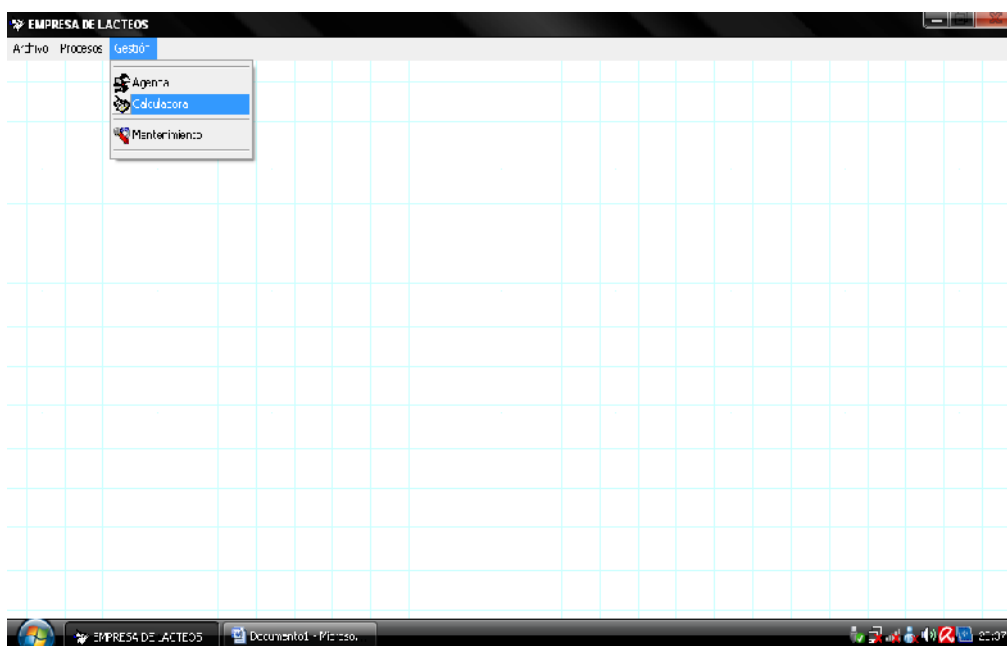 EMPRESA DE LACTEOS
Archivo Procesos Gestión
Agenda
Calculadora
Mantenimiento
EMPRESA DE LACTEOS Documento1 - Microso.